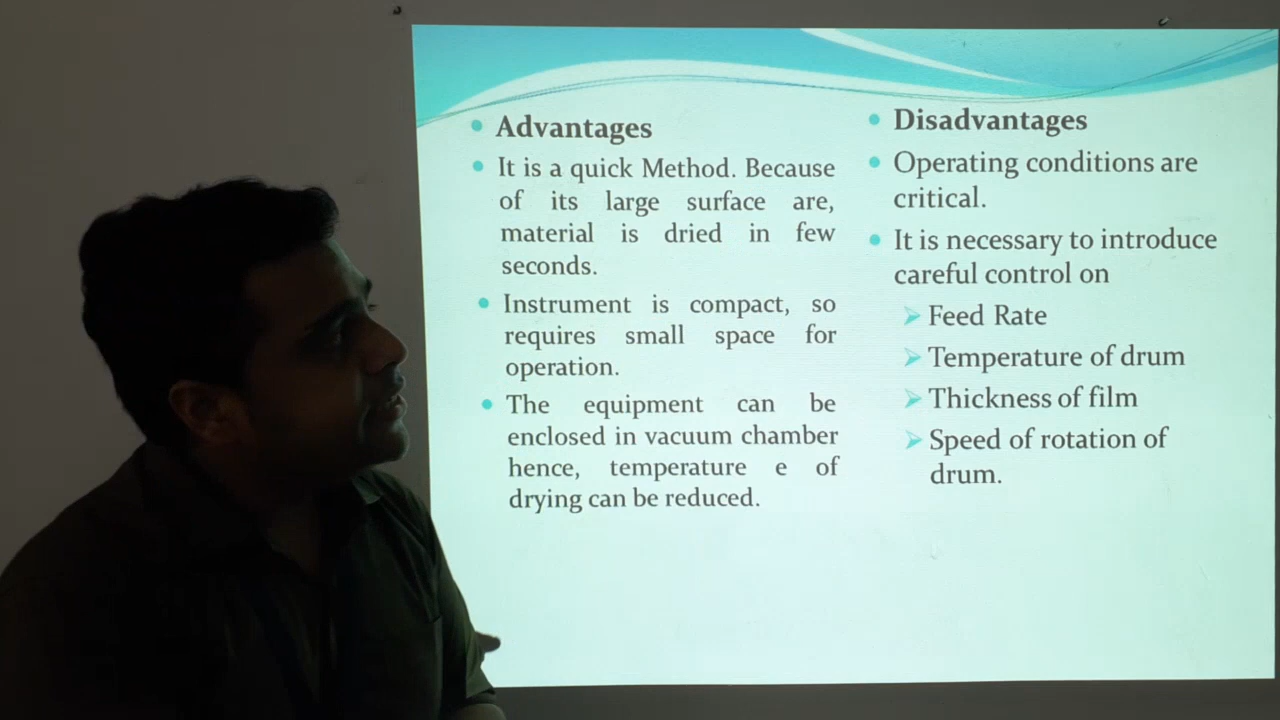 Advantages
It is a quick Method. Because
of its large surface are,
material is dried in few
seconds.
Instrument is compact, so
requires small space for
operation.
The equipment can be
enclosed in vacuum chamber
hence, temperature e of
drying can be reduced.
Disadvantages
Operating conditions are
critical.
It is necessary to introduce
careful control on
Feed Rate
Temperature of drum
Thickness of film
Speed of rotation of
drum.